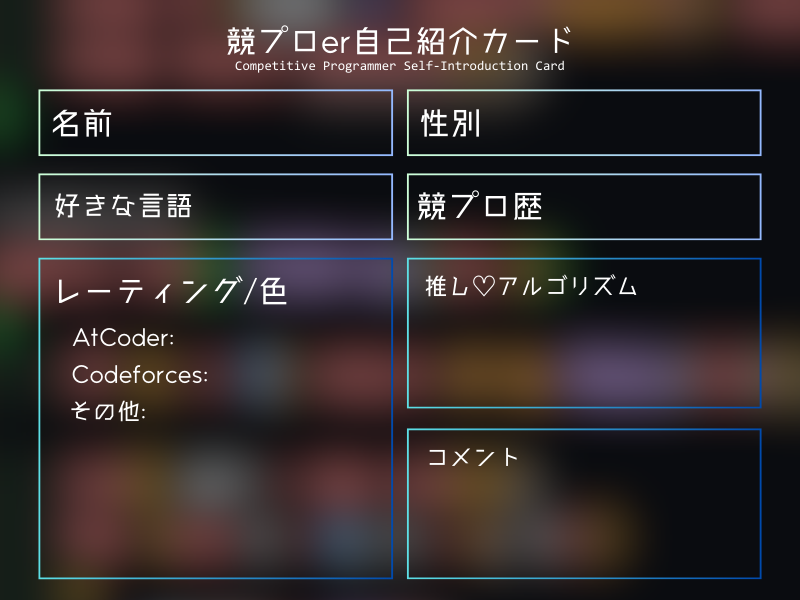 競プロer自己紹介カード
Competitive Programmer Self-Introduction Card
名前
性別
好きな言語
競プロ歴
レーティング/色
AtCoder:
Codeforces:
その他:
推し♡アルゴリズム
コメント